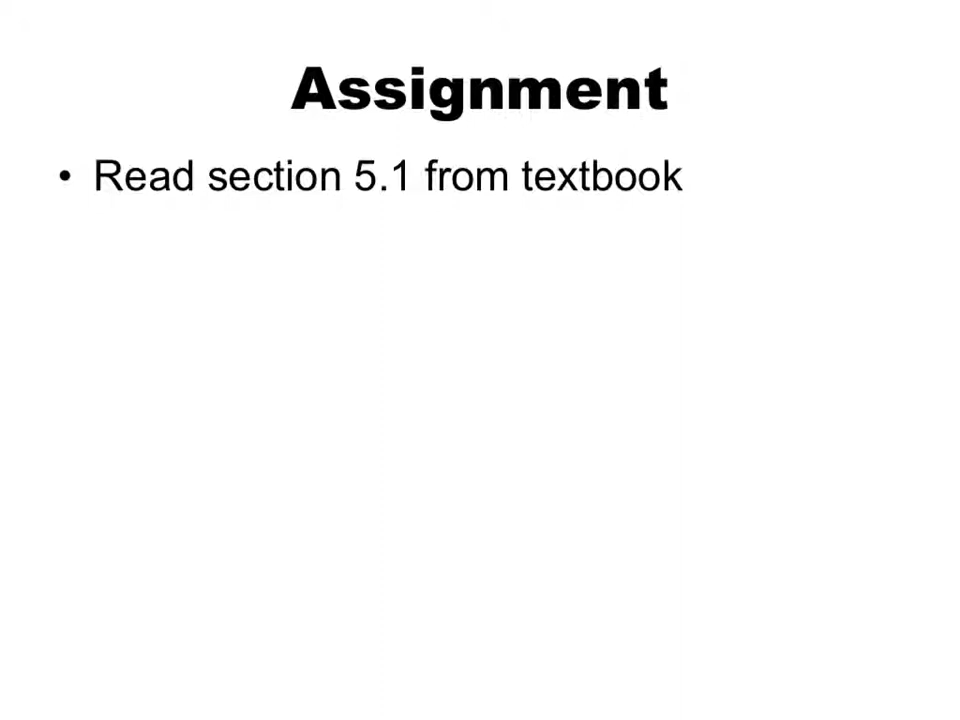 Assignment
• Read section 5.1 from textbook